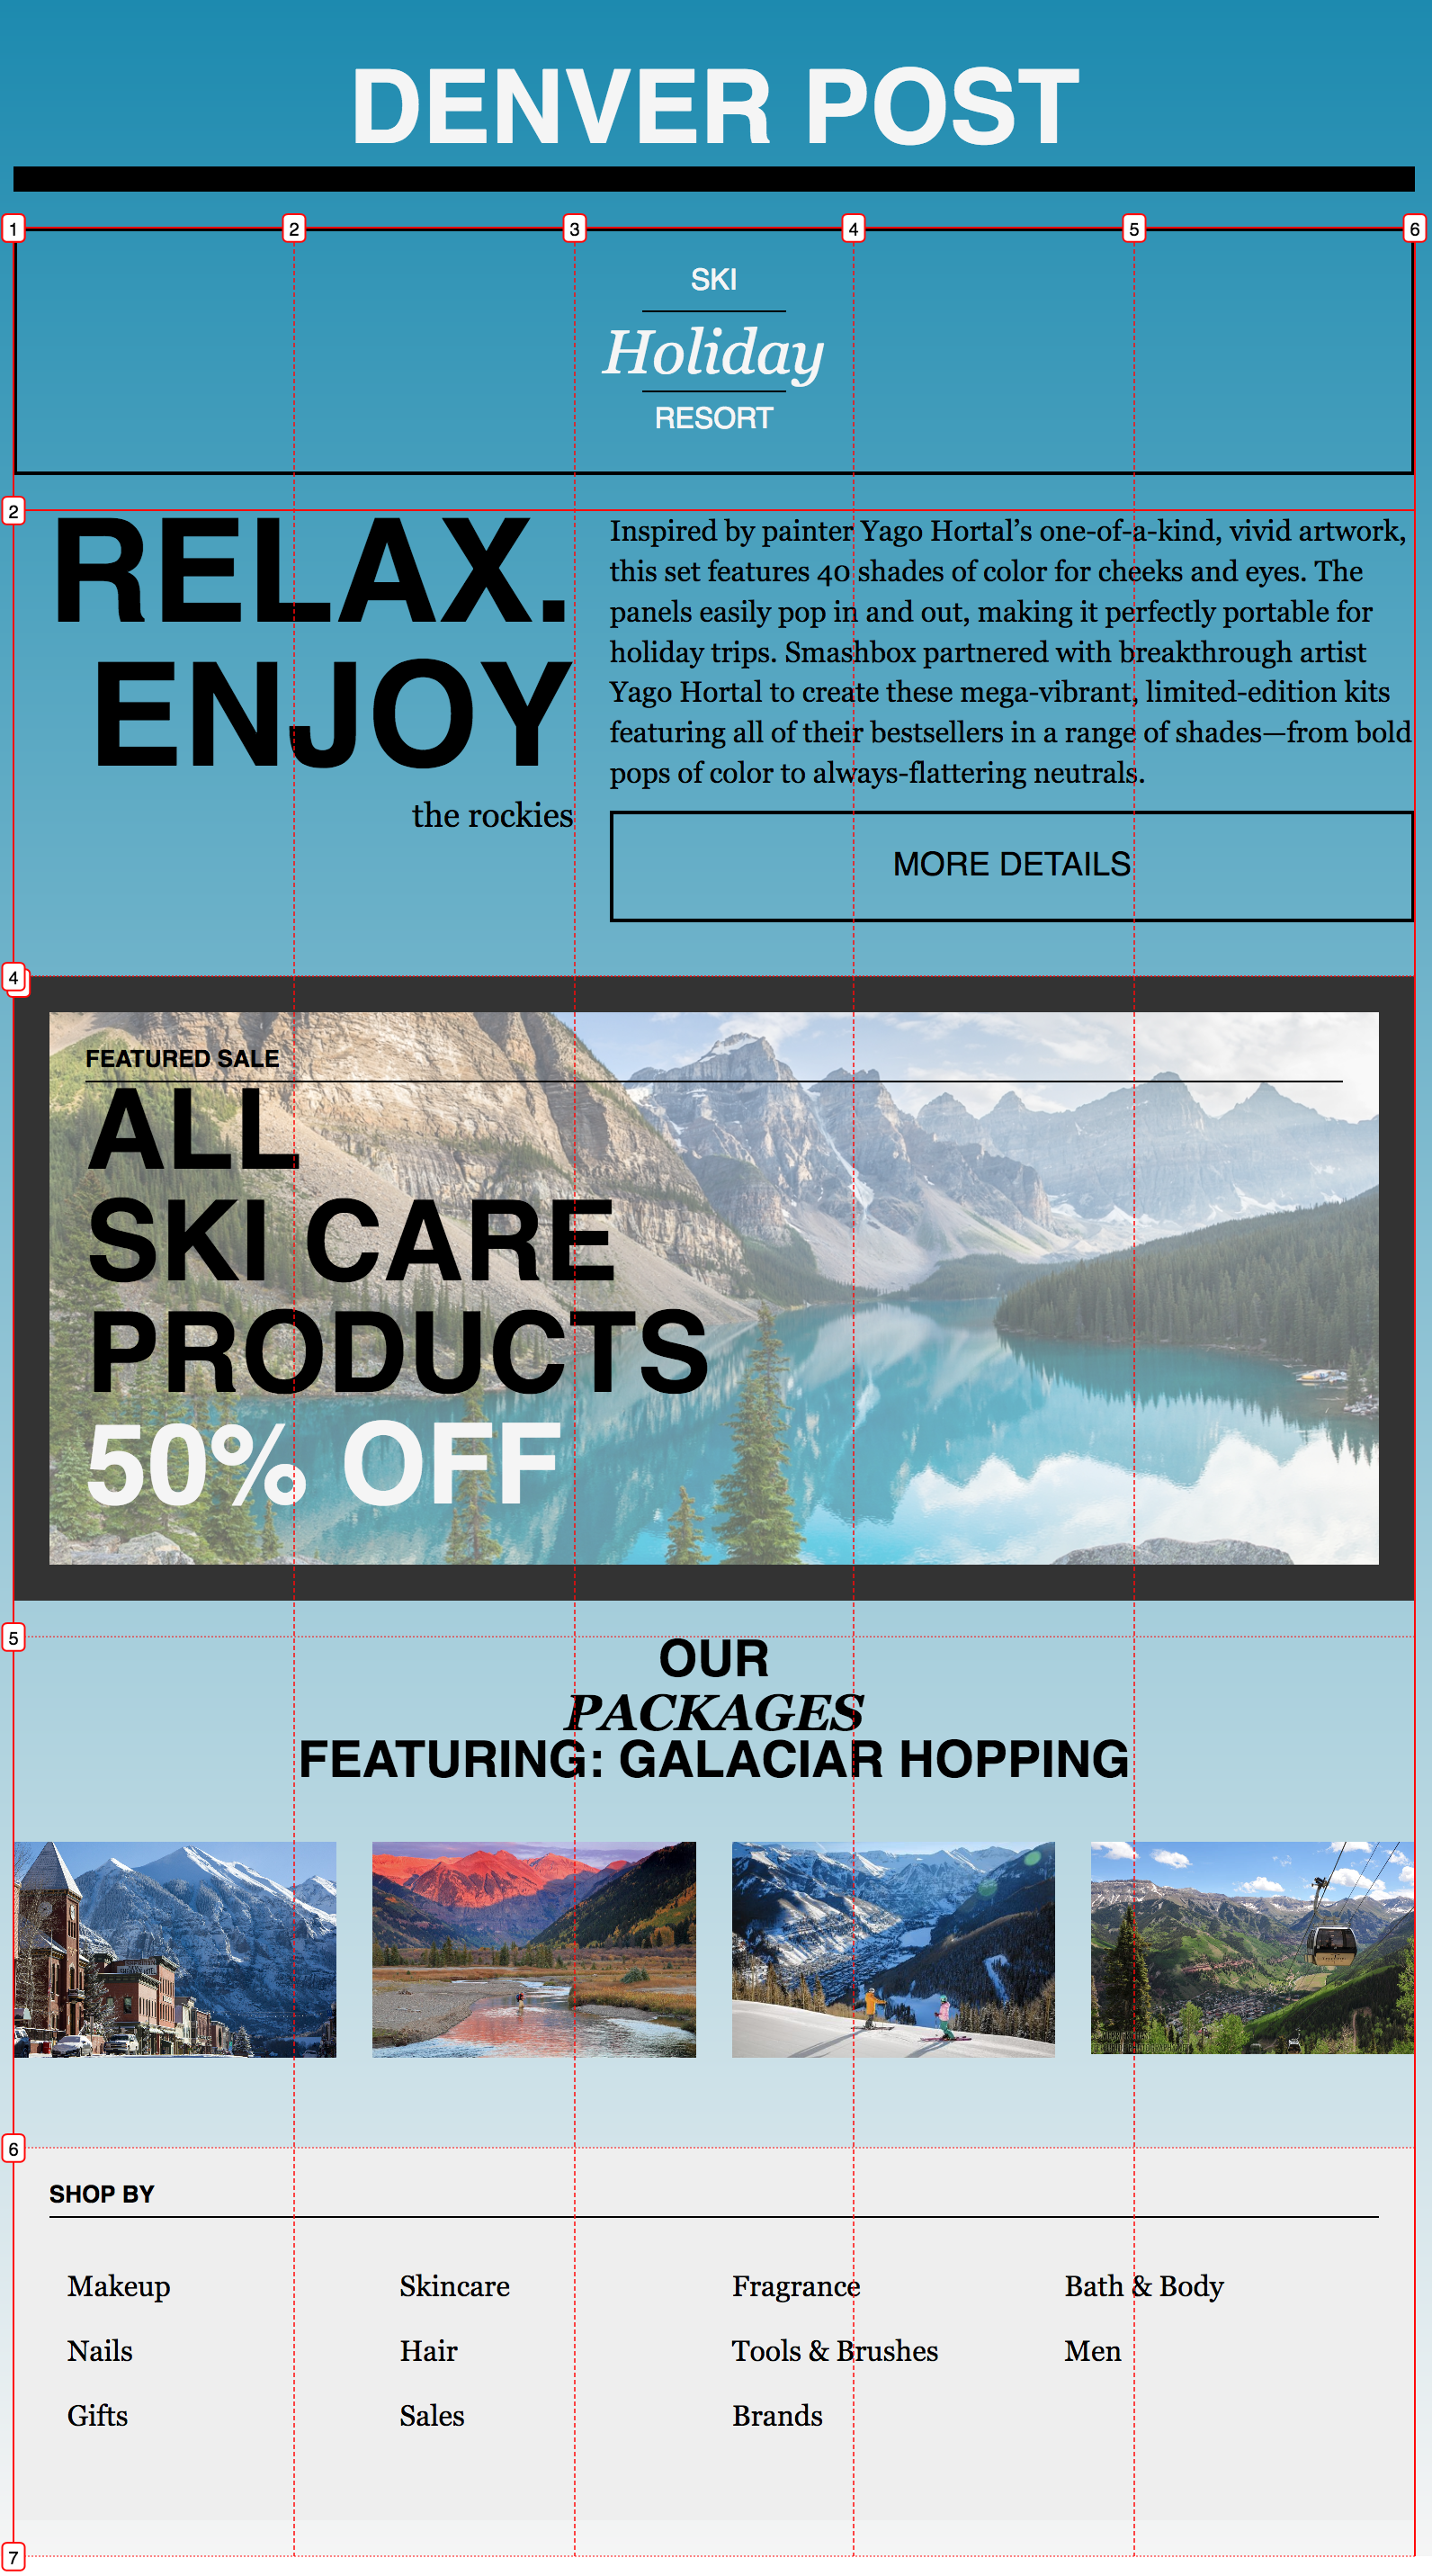 DENVER POST
1 2 3 4 5 6
SKI
Holiday
RESORT
2
RELAX.
ENJOY
the rockies
Inspired by painter Yago Hortal’s one-of-a-kind, vivid artwork,
this set features 40 shades of color for cheeks and eyes. The
panels easily pop in and out, making it perfectly portable for
holiday trips. Smashbox partnered with breakthrough artist
Yago Hortal to create these mega-vibrant, limited-edition kits
featuring all of their bestsellers in a range of shades—from bold
pops of color to always-flattering neutrals.
MORE DETAILS
4
FEATURED SALE
ALL
SKI CARE
PRODUCTS
50% OFF
5
OUR
PACKAGES
FEATURING: GALACIAR HOPPING
6
SHOP BY
Makeup Skincare Fragrance Bath & Body
Nails Hair Tools & Brushes Men
Gifts Sales Brands
7